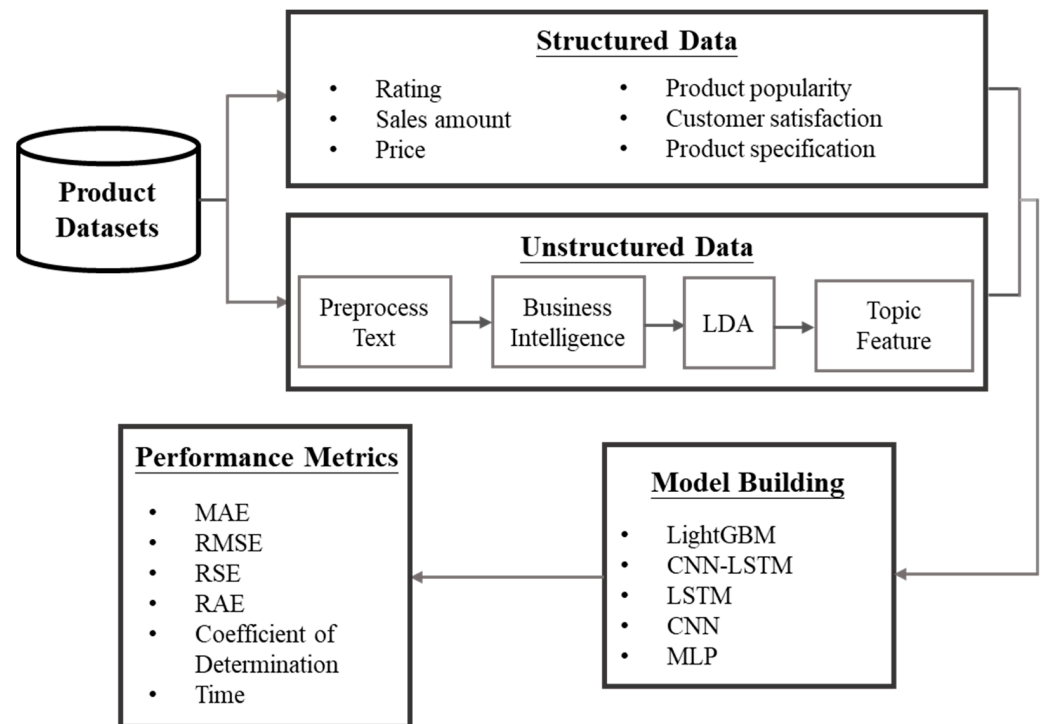 Product
Datasets
Structured Data
• Rating
• Sales amount
• Price
• Product popularity
• Customer satisfaction
• Product specification
Unstructured Data
Preprocess
Text
Business
Intelligence
LDA
Topic
Feature
Performance Metrics
• MAE
• RMSE
• RSE
• RAE
• Coefficient of
Determination
• Time
Model Building
• LightGBM
• CNN-LSTM
• LSTM
• CNN
• MLP